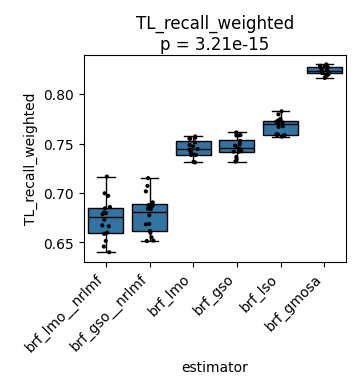 TL_recall_weighted
p = 3.21e-15
TL_recall_weighted
0.80
0.75
0.70
0.65
brf_lmo__nrlmf
brf_gso__nrlmf
brf_lmo
brf_gso
brf_lso
brf_gmosa
estimator